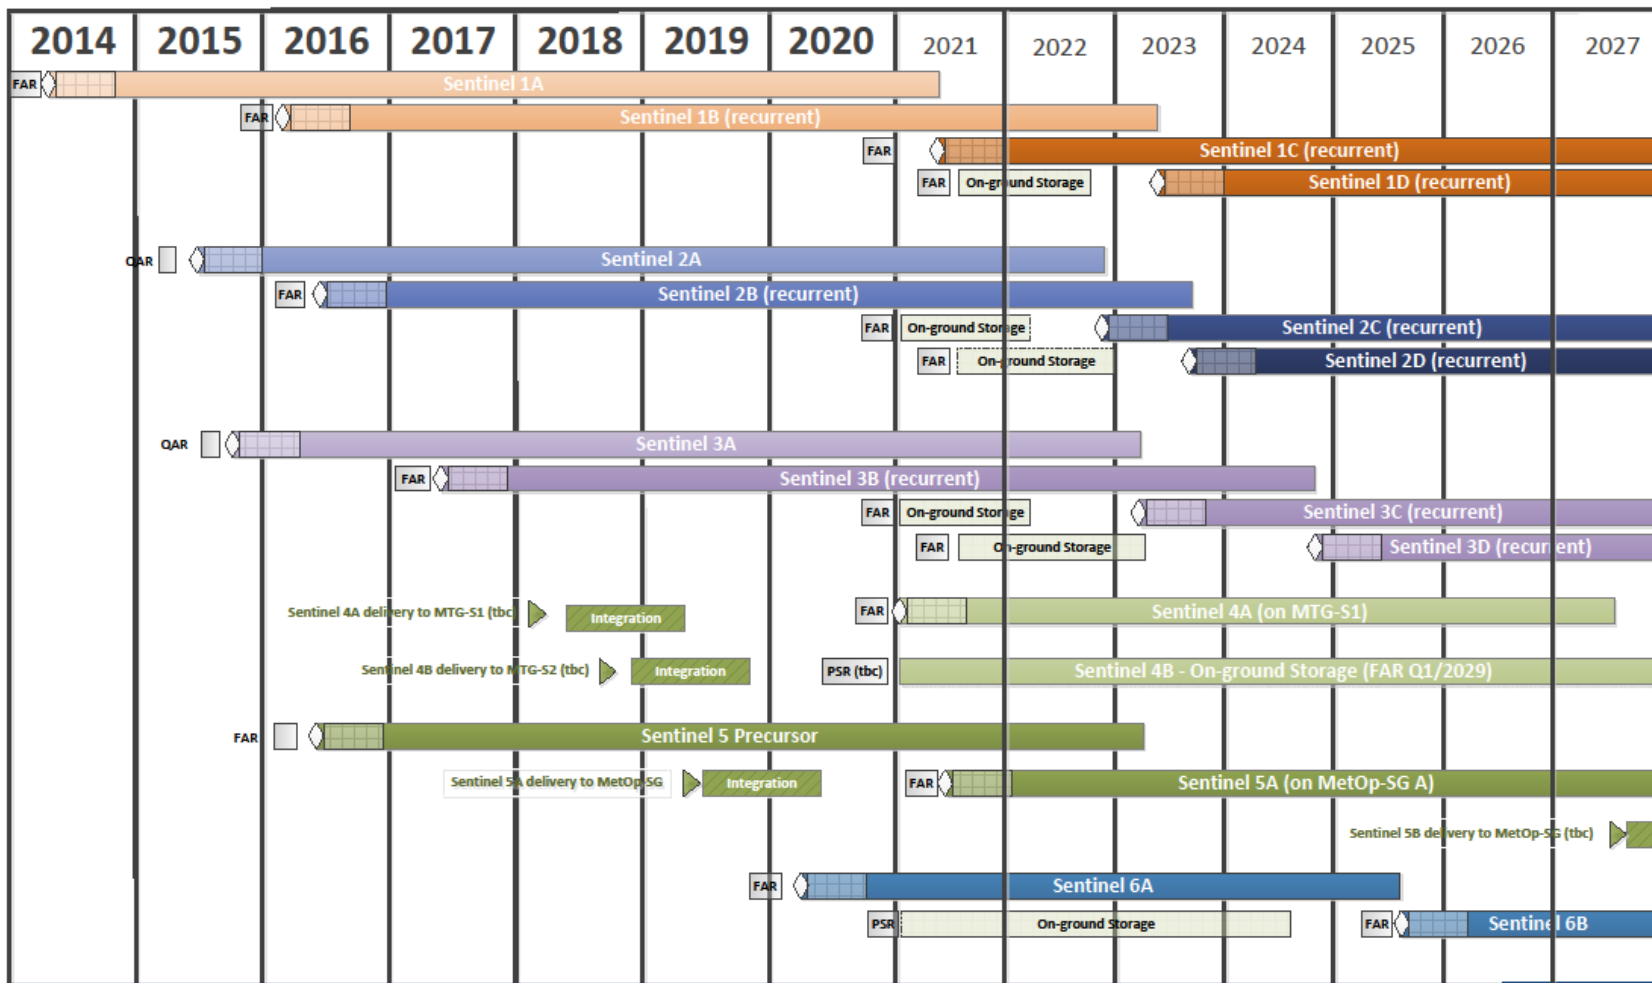 2014 2015 2016 2017 2018 2019 2020 2021 2022 2023 2024 2025 2026 2027
FAR Sentinel 1A
FAR Sentinel 1B (recurrent)
FAR Sentinel 1C (recurrent)
FAR On-ground Storage Sentinel 1D (recurrent)
QAR Sentinel 2A
FAR Sentinel 2B (recurrent)
FAR On-ground Storage Sentinel 2C (recurrent)
FAR On-ground Storage Sentinel 2D (recurrent)
QAR Sentinel 3A
FAR Sentinel 3B (recurrent)
FAR On-ground Storage Sentinel 3C (recurrent)
FAR On-ground Storage Sentinel 3D (recurrent)
Sentinel 4A delivery to MTG-S1 (tbc) Integration FAR Sentinel 4A (on MTG-S1)
Sentinel 4B delivery to MTG-S2 (tbc) Integration PSR (tbc) Sentinel 4B - On-ground Storage (FAR Q1/2029)
FAR Sentinel 5 Precursor
Sentinel 5A delivery to MetOp-SG Integration FAR Sentinel 5A (on MetOp-SG A)
Sentinel 5B delivery to MetOp-SG (tbc)
FAR Sentinel 6A
PSR On-ground Storage FAR Sentinel 6B